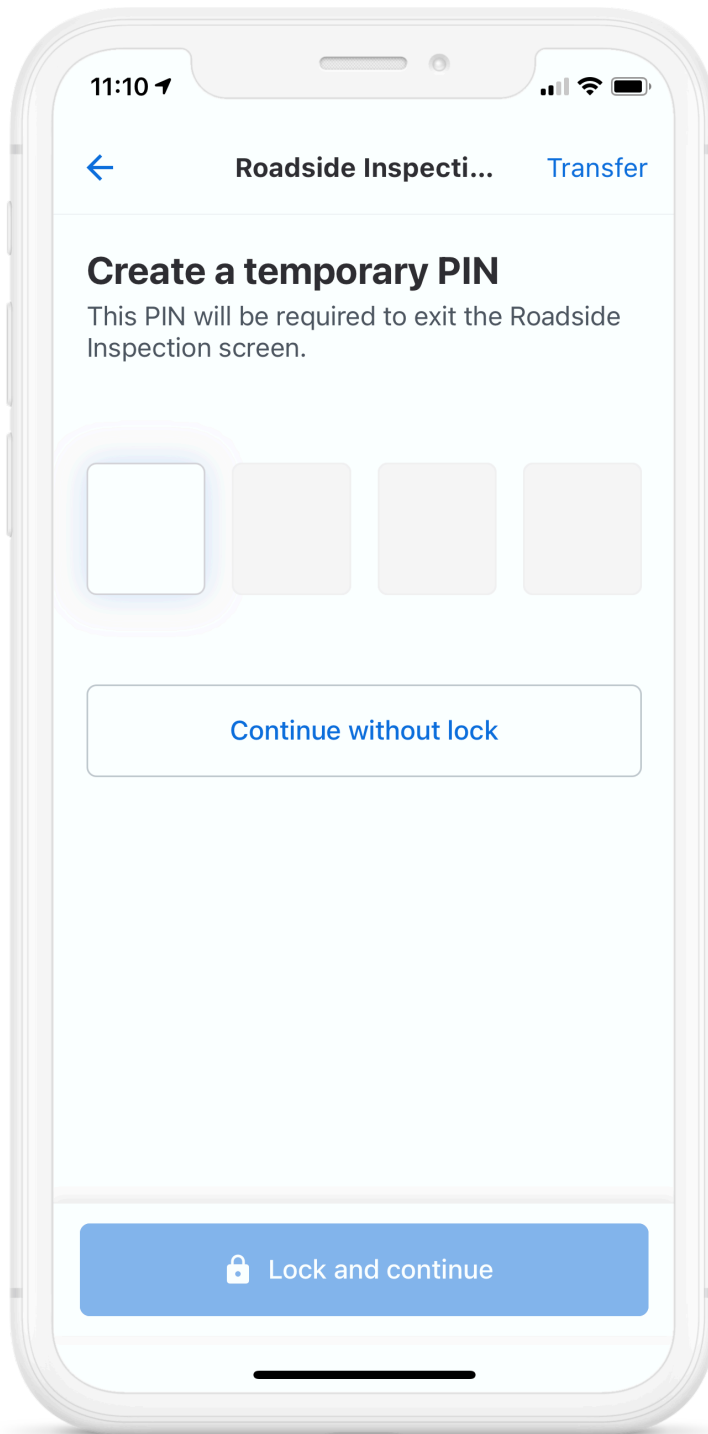 11:10
Roadside Inspecti...
Transfer
Create a temporary PIN
This PIN will be required to exit the Roadside
Inspection screen.
Continue without lock
Lock and continue